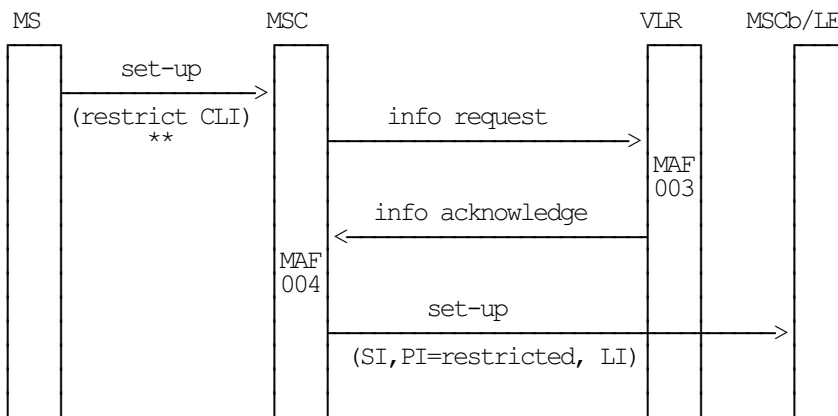 MS MSC VLR MSCb/LE
set-up
(restrict CLI)
**
info request
MAF
003
info acknowledge
MAF
004
set-up
(SI,PI=restricted, LI)